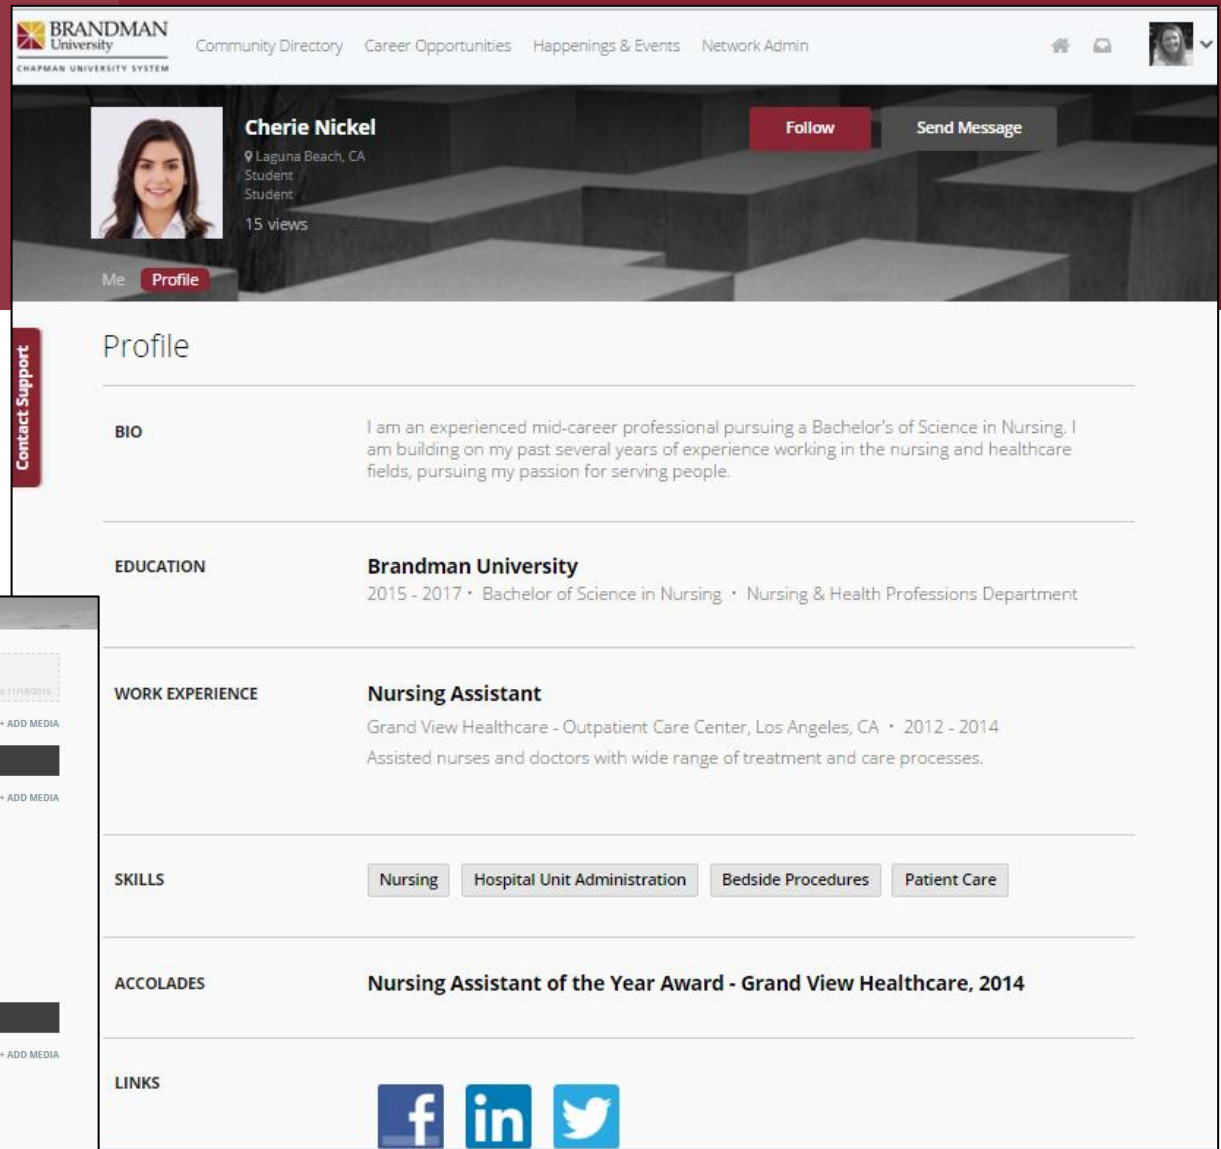 BRANDMAN
University
CHAPMAN UNIVERSITY SYSTEM
Community Directory Career Opportunities Happenings & Events Network Admin
Cherie Nickel
Laguna Beach, CA
Student
Student
15 views
Follow Send Message
Me Profile
Contact Support
Profile
BIO
I am an experienced mid-career professional pursuing a Bachelor's of Science in Nursing. I
am building on my past several years of experience working in the nursing and healthcare
fields, pursuing my passion for serving people.
EDUCATION
Brandman University
2015 - 2017 • Bachelor of Science in Nursing • Nursing & Health Professions Department
WORK EXPERIENCE
Nursing Assistant
Grand View Healthcare - Outpatient Care Center, Los Angeles, CA • 2012 - 2014
Assisted nurses and doctors with wide range of treatment and care processes.
SKILLS
Nursing Hospital Unit Administration Bedside Procedures Patient Care
ACCOLADES
Nursing Assistant of the Year Award - Grand View Healthcare, 2014
LINKS
f in
11/18/2016
+ ADD MEDIA
+ ADD MEDIA
+ ADD MEDIA